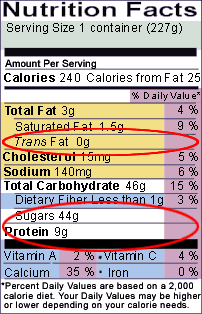 Nutrition Facts
Serving Size 1 container (227g)
Amount Per Serving
Calories 240 Calories from Fat 25
% Daily Value*
Total Fat 3g 4 %
Saturated Fat 1.5g 9 %
Trans Fat 0g
Cholesterol 15mg 5 %
Sodium 140mg 6 %
Total Carbohydrate 46g 15 %
Dietary Fiber Less than 1g 3 %
Sugars 44g
Protein 9g
Vitamin A 2 % • Vitamin C 4 %
Calcium 35 % • Iron 0 %
*Percent Daily Values are based on a 2,000
calorie diet. Your Daily Values may be higher
or lower depending on your calorie needs.